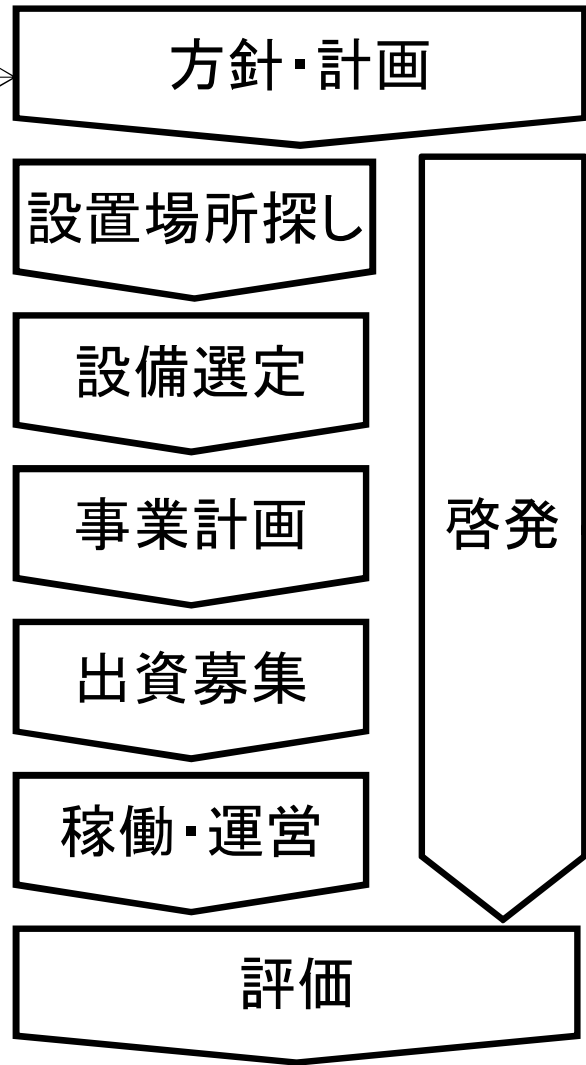 方針・計画
設置場所探し
設備選定
事業計画
出資募集
稼働・運営
啓発
評価